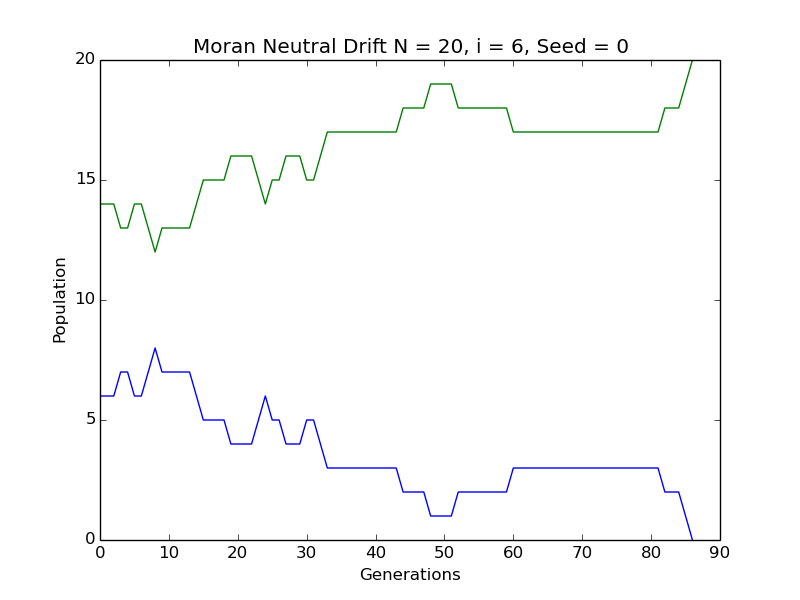 Moran Neutral Drift N = 20, i = 6, Seed = 0
20
15
10
5
0
Population
0 10 20 30 40 50 60 70 80 90
Generations